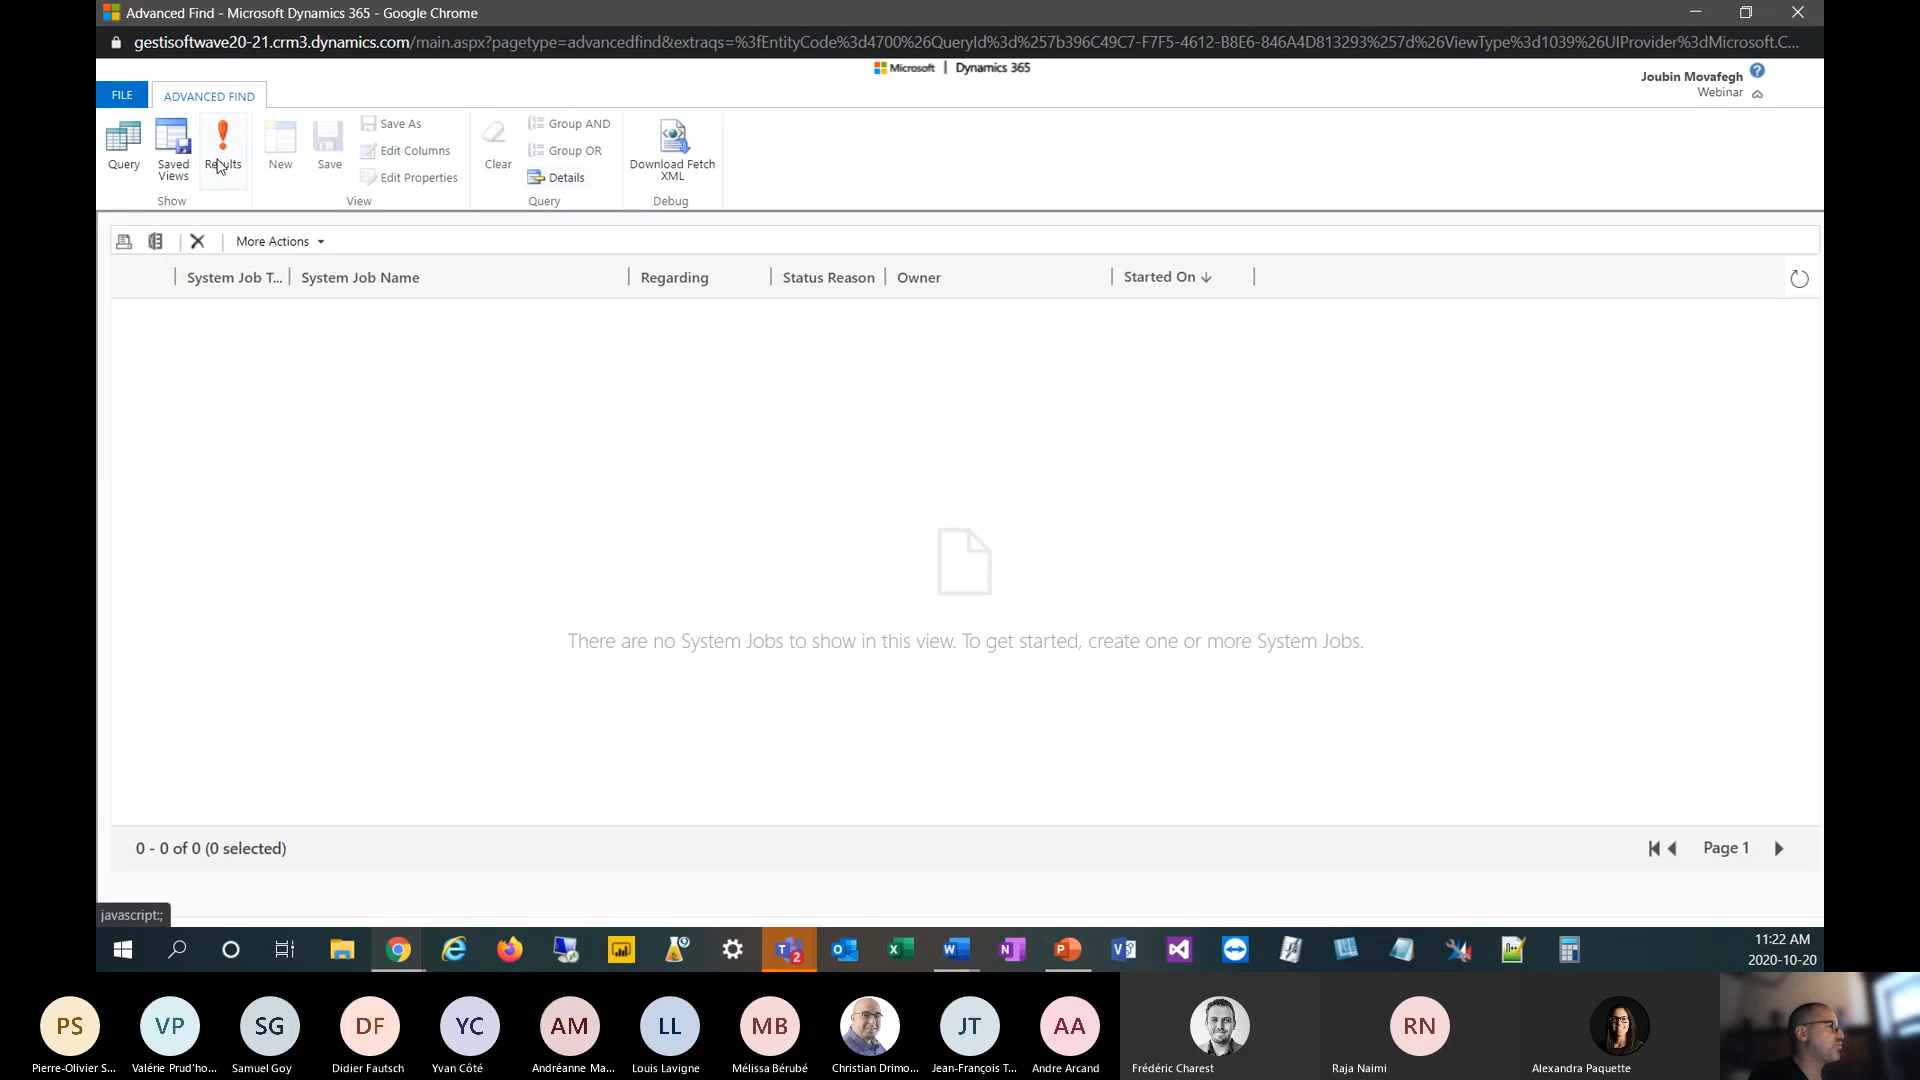 Advanced Find - Microsoft Dynamics 365 - Google Chrome
gestisoftwave20-21.crm3.dynamics.com/main.aspx?pagetype=advancedfind&extraqs=%3fEntityCode%3d4700%26QueryId%3d%257b396C49C7-F7F5-4612-B8E6-846A4D813293%257d%26ViewType%3d1039%26UIProvider%3dMicrosoft.C...
Microsoft | Dynamics 365
Joubin Movafegh
Webinar
FILE
ADVANCED FIND
Query
Saved Views
Results
New
Save
Save As
Edit Columns
Edit Properties
Clear
Group AND
Group OR
Details
Download Fetch XML
Show
View
Query
Debug
More Actions
System Job T... System Job Name Regarding Status Reason Owner Started On
There are no System Jobs to show in this view. To get started, create one or more System Jobs.
0 - 0 of 0 (0 selected)
Page 1
javascript:;
11:22 AM
2020-10-20
PS VP SG DF YC AM LL MB JT AA RN
Pierre-Olivier S... Valérie Prud'ho... Samuel Goy Didier Fautsch Yvan Côté Andréanne Ma... Louis Lavigne Mélissa Bérubé Christian Drimo... Jean-François T... Andre Arcand Frédéric Charest Raja Naimi Alexandra Paquette